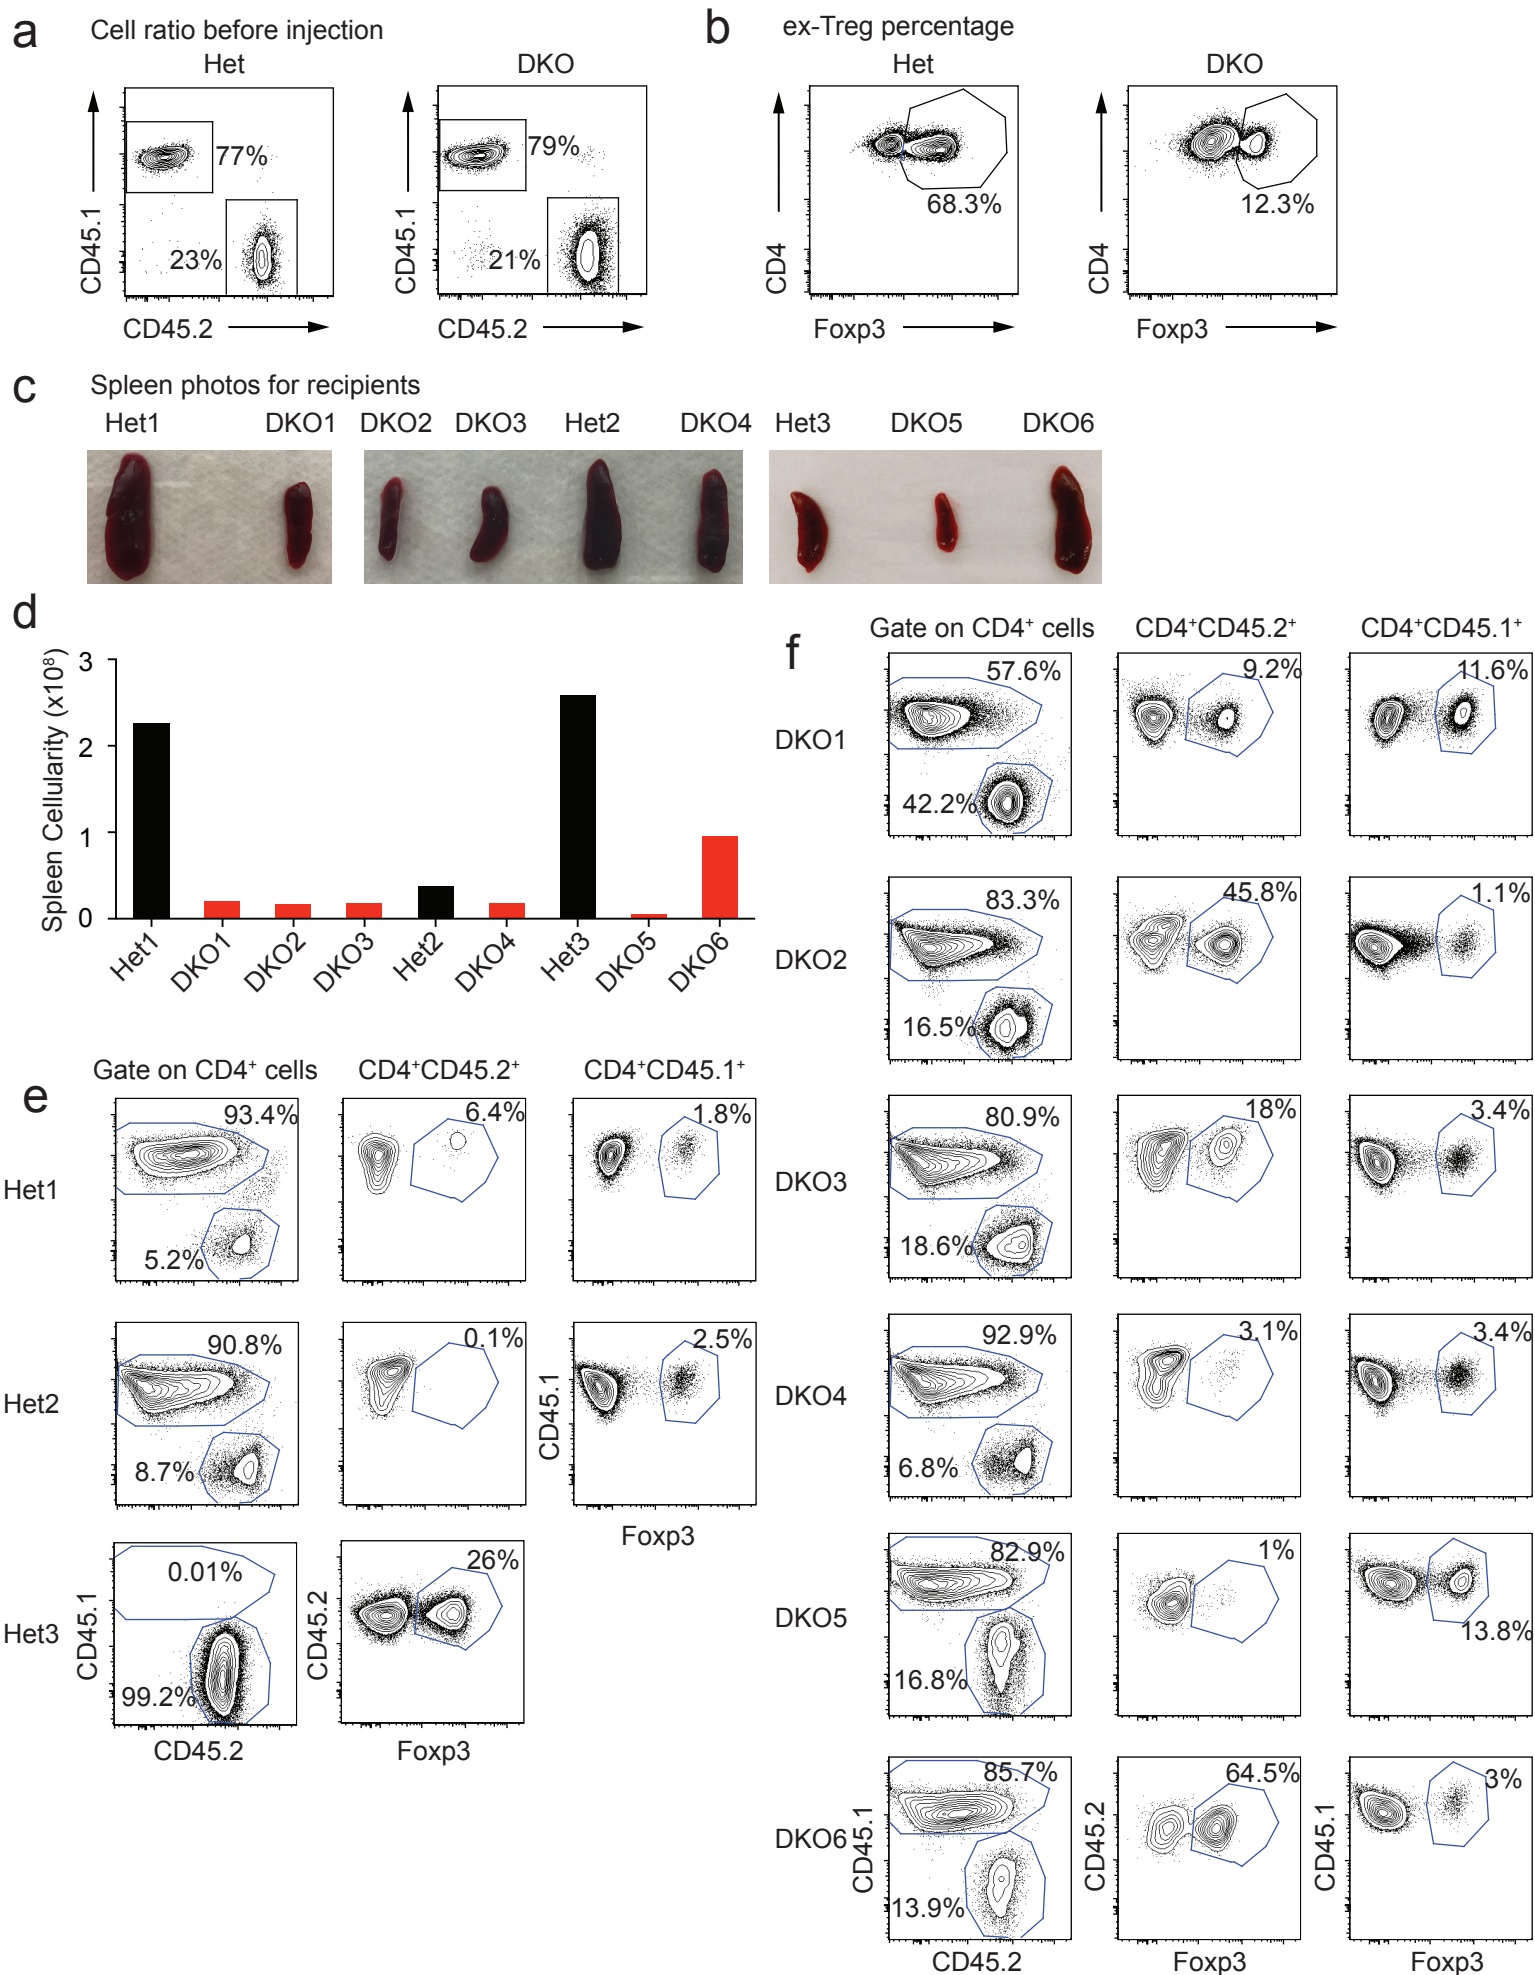 a Cell ratio before injection
Het DKO
77%
79%
23%
21%
CD45.1
CD45.1
CD45.2
CD45.2
b ex-Treg percentage
Het DKO
68.3%
12.3%
CD4
CD4
Foxp3
Foxp3
c Spleen photos for recipients
Het1 DKO1 DKO2 DKO3 Het2 DKO4 Het3 DKO5 DKO6
d
Spleen Cellularity (x10⁸)
3
2
1
0
Het1 DKO1 DKO2 DKO3 Het2 DKO4 Het3 DKO5 DKO6
e
Gate on CD4⁺ cells CD4⁺CD45.2⁺ CD4⁺CD45.1⁺
Het1
93.4% 6.4% 1.8%
5.2%
Het2
90.8% 0.1% 2.5%
8.7%
CD45.1
Foxp3
Het3
0.01% 26%
99.2%
CD45.1
CD45.2
CD45.2 Foxp3
f
Gate on CD4⁺ cells CD4⁺CD45.2⁺ CD4⁺CD45.1⁺
DKO1
57.6% 9.2% 11.6%
42.2%
DKO2
83.3% 45.8% 1.1%
16.5%
DKO3
80.9% 18% 3.4%
18.6%
DKO4
92.9% 3.1% 3.4%
6.8%
DKO5
82.9% 1% 13.8%
16.8%
DKO6
85.7% 64.5% 3%
13.9%
CD45.1
CD45.2
CD45.1
CD45.2 Foxp3 Foxp3